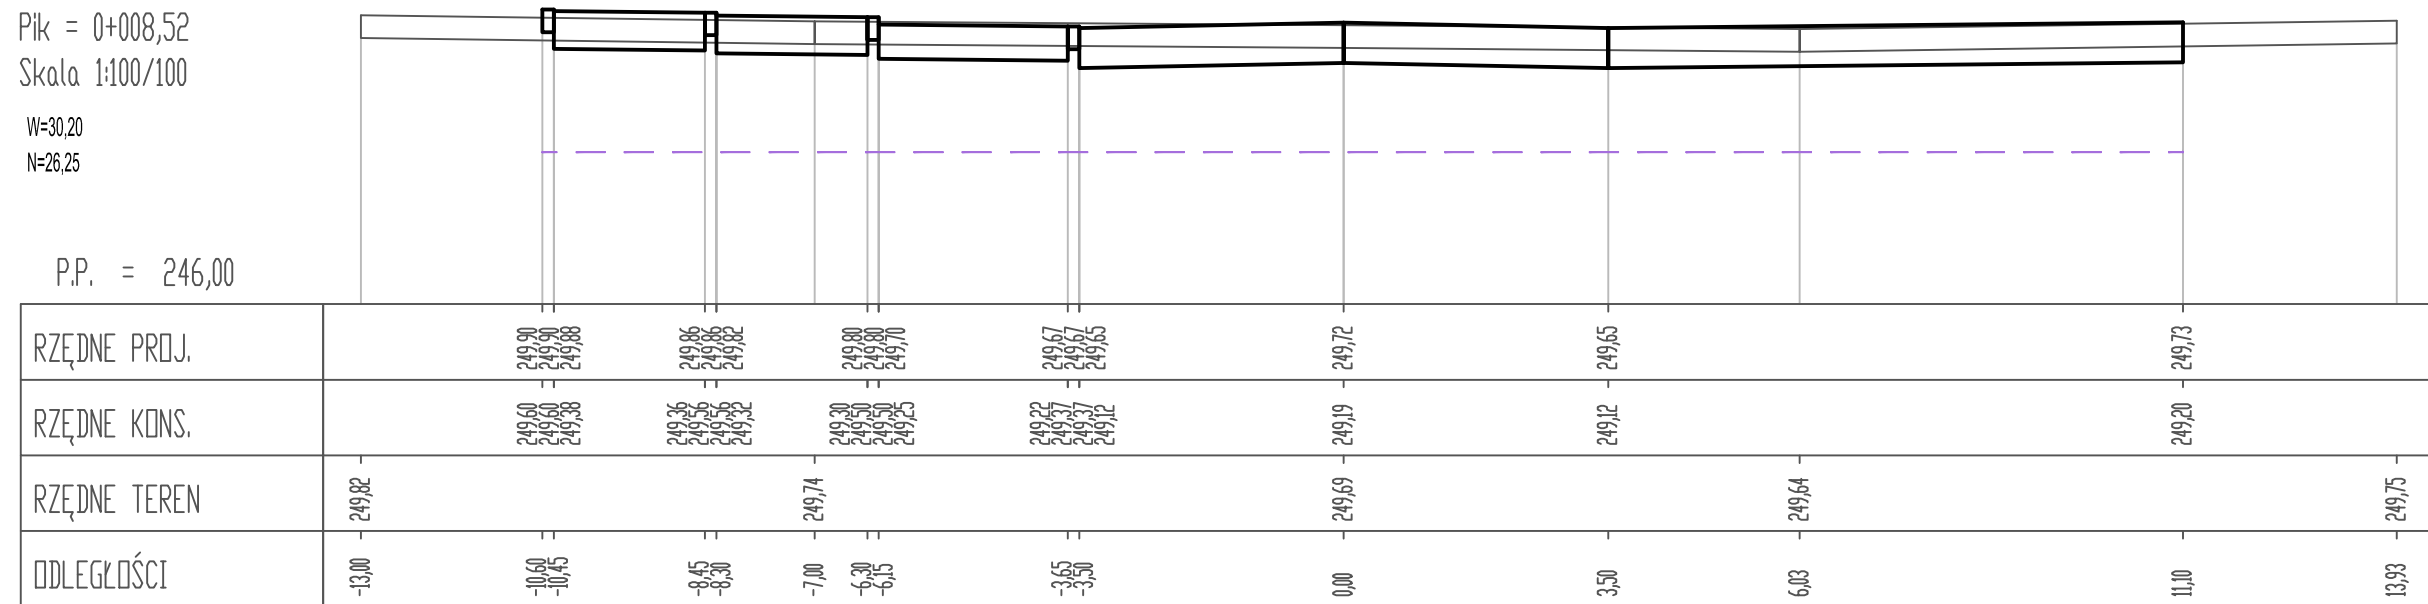 Pik = 0+008,52
Skala 1:100/100
W=30,20
N=26,25
P.P. = 246,00
RZĘDNE PROJ. 249,90 249,90 249,88 249,86 249,86 249,82 249,80 249,80 249,70 249,67 249,67 249,65 249,72 249,65 249,73
RZĘDNE KONS. 249,60 249,60 249,38 249,36 249,56 249,56 249,32 249,30 249,50 249,50 249,25 249,22 249,37 249,37 249,12 249,19 249,12 249,20
RZĘDNE TEREN 249,82 249,74 249,69 249,64 249,75
ODLEGŁOŚCI -13,00 -10,60 -10,45 -8,45 -8,30 -7,00 -6,30 -6,15 -3,65 -3,50 0,00 3,50 6,03 11,10 13,93